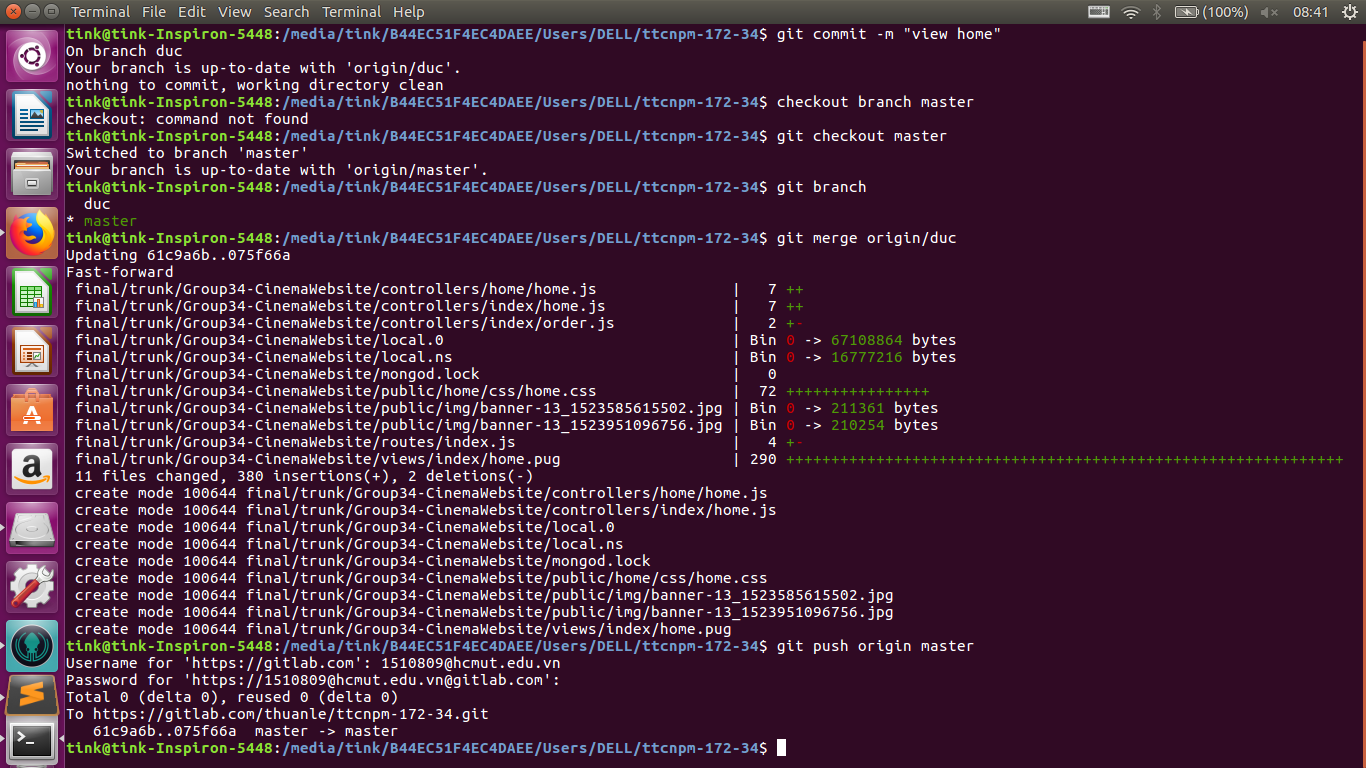 Terminal File Edit View Search Terminal Help (100%) 08:41
tink@tink-Inspiron-5448:/media/tink/B44EC51F4EC4DAEE/Users/DELL/ttcnpm-172-34$ git commit -m "view home"
On branch duc
Your branch is up-to-date with 'origin/duc'.
nothing to commit, working directory clean
tink@tink-Inspiron-5448:/media/tink/B44EC51F4EC4DAEE/Users/DELL/ttcnpm-172-34$ checkout branch master
checkout: command not found
tink@tink-Inspiron-5448:/media/tink/B44EC51F4EC4DAEE/Users/DELL/ttcnpm-172-34$ git checkout master
Switched to branch 'master'
Your branch is up-to-date with 'origin/master'.
tink@tink-Inspiron-5448:/media/tink/B44EC51F4EC4DAEE/Users/DELL/ttcnpm-172-34$ git branch
  duc
* master
tink@tink-Inspiron-5448:/media/tink/B44EC51F4EC4DAEE/Users/DELL/ttcnpm-172-34$ git merge origin/duc
Updating 61c9a6b..075f66a
Fast-forward
 final/trunk/Group34-CinemaWebsite/controllers/home/home.js               |   7 ++
 final/trunk/Group34-CinemaWebsite/controllers/index/home.js              |   7 ++
 final/trunk/Group34-CinemaWebsite/controllers/index/order.js             |   2 +-
 final/trunk/Group34-CinemaWebsite/local.0                                | Bin 0 -> 67108864 bytes
 final/trunk/Group34-CinemaWebsite/local.ns                               | Bin 0 -> 16777216 bytes
 final/trunk/Group34-CinemaWebsite/mongod.lock                            |   0
 final/trunk/Group34-CinemaWebsite/public/home/css/home.css               |  72 ++++++++++++++++
 final/trunk/Group34-CinemaWebsite/public/img/banner-13_1523585615502.jpg | Bin 0 -> 211361 bytes
 final/trunk/Group34-CinemaWebsite/public/img/banner-13_1523951096756.jpg | Bin 0 -> 210254 bytes
 final/trunk/Group34-CinemaWebsite/routes/index.js                        |   4 +-
 final/trunk/Group34-CinemaWebsite/views/index/home.pug                   | 290 ++++++++++++++++++++++++++++++++++++++++++++++++++++++++++++++
 11 files changed, 380 insertions(+), 2 deletions(-)
 create mode 100644 final/trunk/Group34-CinemaWebsite/controllers/home/home.js
 create mode 100644 final/trunk/Group34-CinemaWebsite/controllers/index/home.js
 create mode 100644 final/trunk/Group34-CinemaWebsite/local.0
 create mode 100644 final/trunk/Group34-CinemaWebsite/local.ns
 create mode 100644 final/trunk/Group34-CinemaWebsite/mongod.lock
 create mode 100644 final/trunk/Group34-CinemaWebsite/public/home/css/home.css
 create mode 100644 final/trunk/Group34-CinemaWebsite/public/img/banner-13_1523585615502.jpg
 create mode 100644 final/trunk/Group34-CinemaWebsite/public/img/banner-13_1523951096756.jpg
 create mode 100644 final/trunk/Group34-CinemaWebsite/views/index/home.pug
tink@tink-Inspiron-5448:/media/tink/B44EC51F4EC4DAEE/Users/DELL/ttcnpm-172-34$ git push origin master
Username for 'https://gitlab.com': 1510809@hcmut.edu.vn
Password for 'https://1510809@hcmut.edu.vn@gitlab.com':
Total 0 (delta 0), reused 0 (delta 0)
To https://gitlab.com/thuanle/ttcnpm-172-34.git
   61c9a6b..075f66a  master -> master
tink@tink-Inspiron-5448:/media/tink/B44EC51F4EC4DAEE/Users/DELL/ttcnpm-172-34$